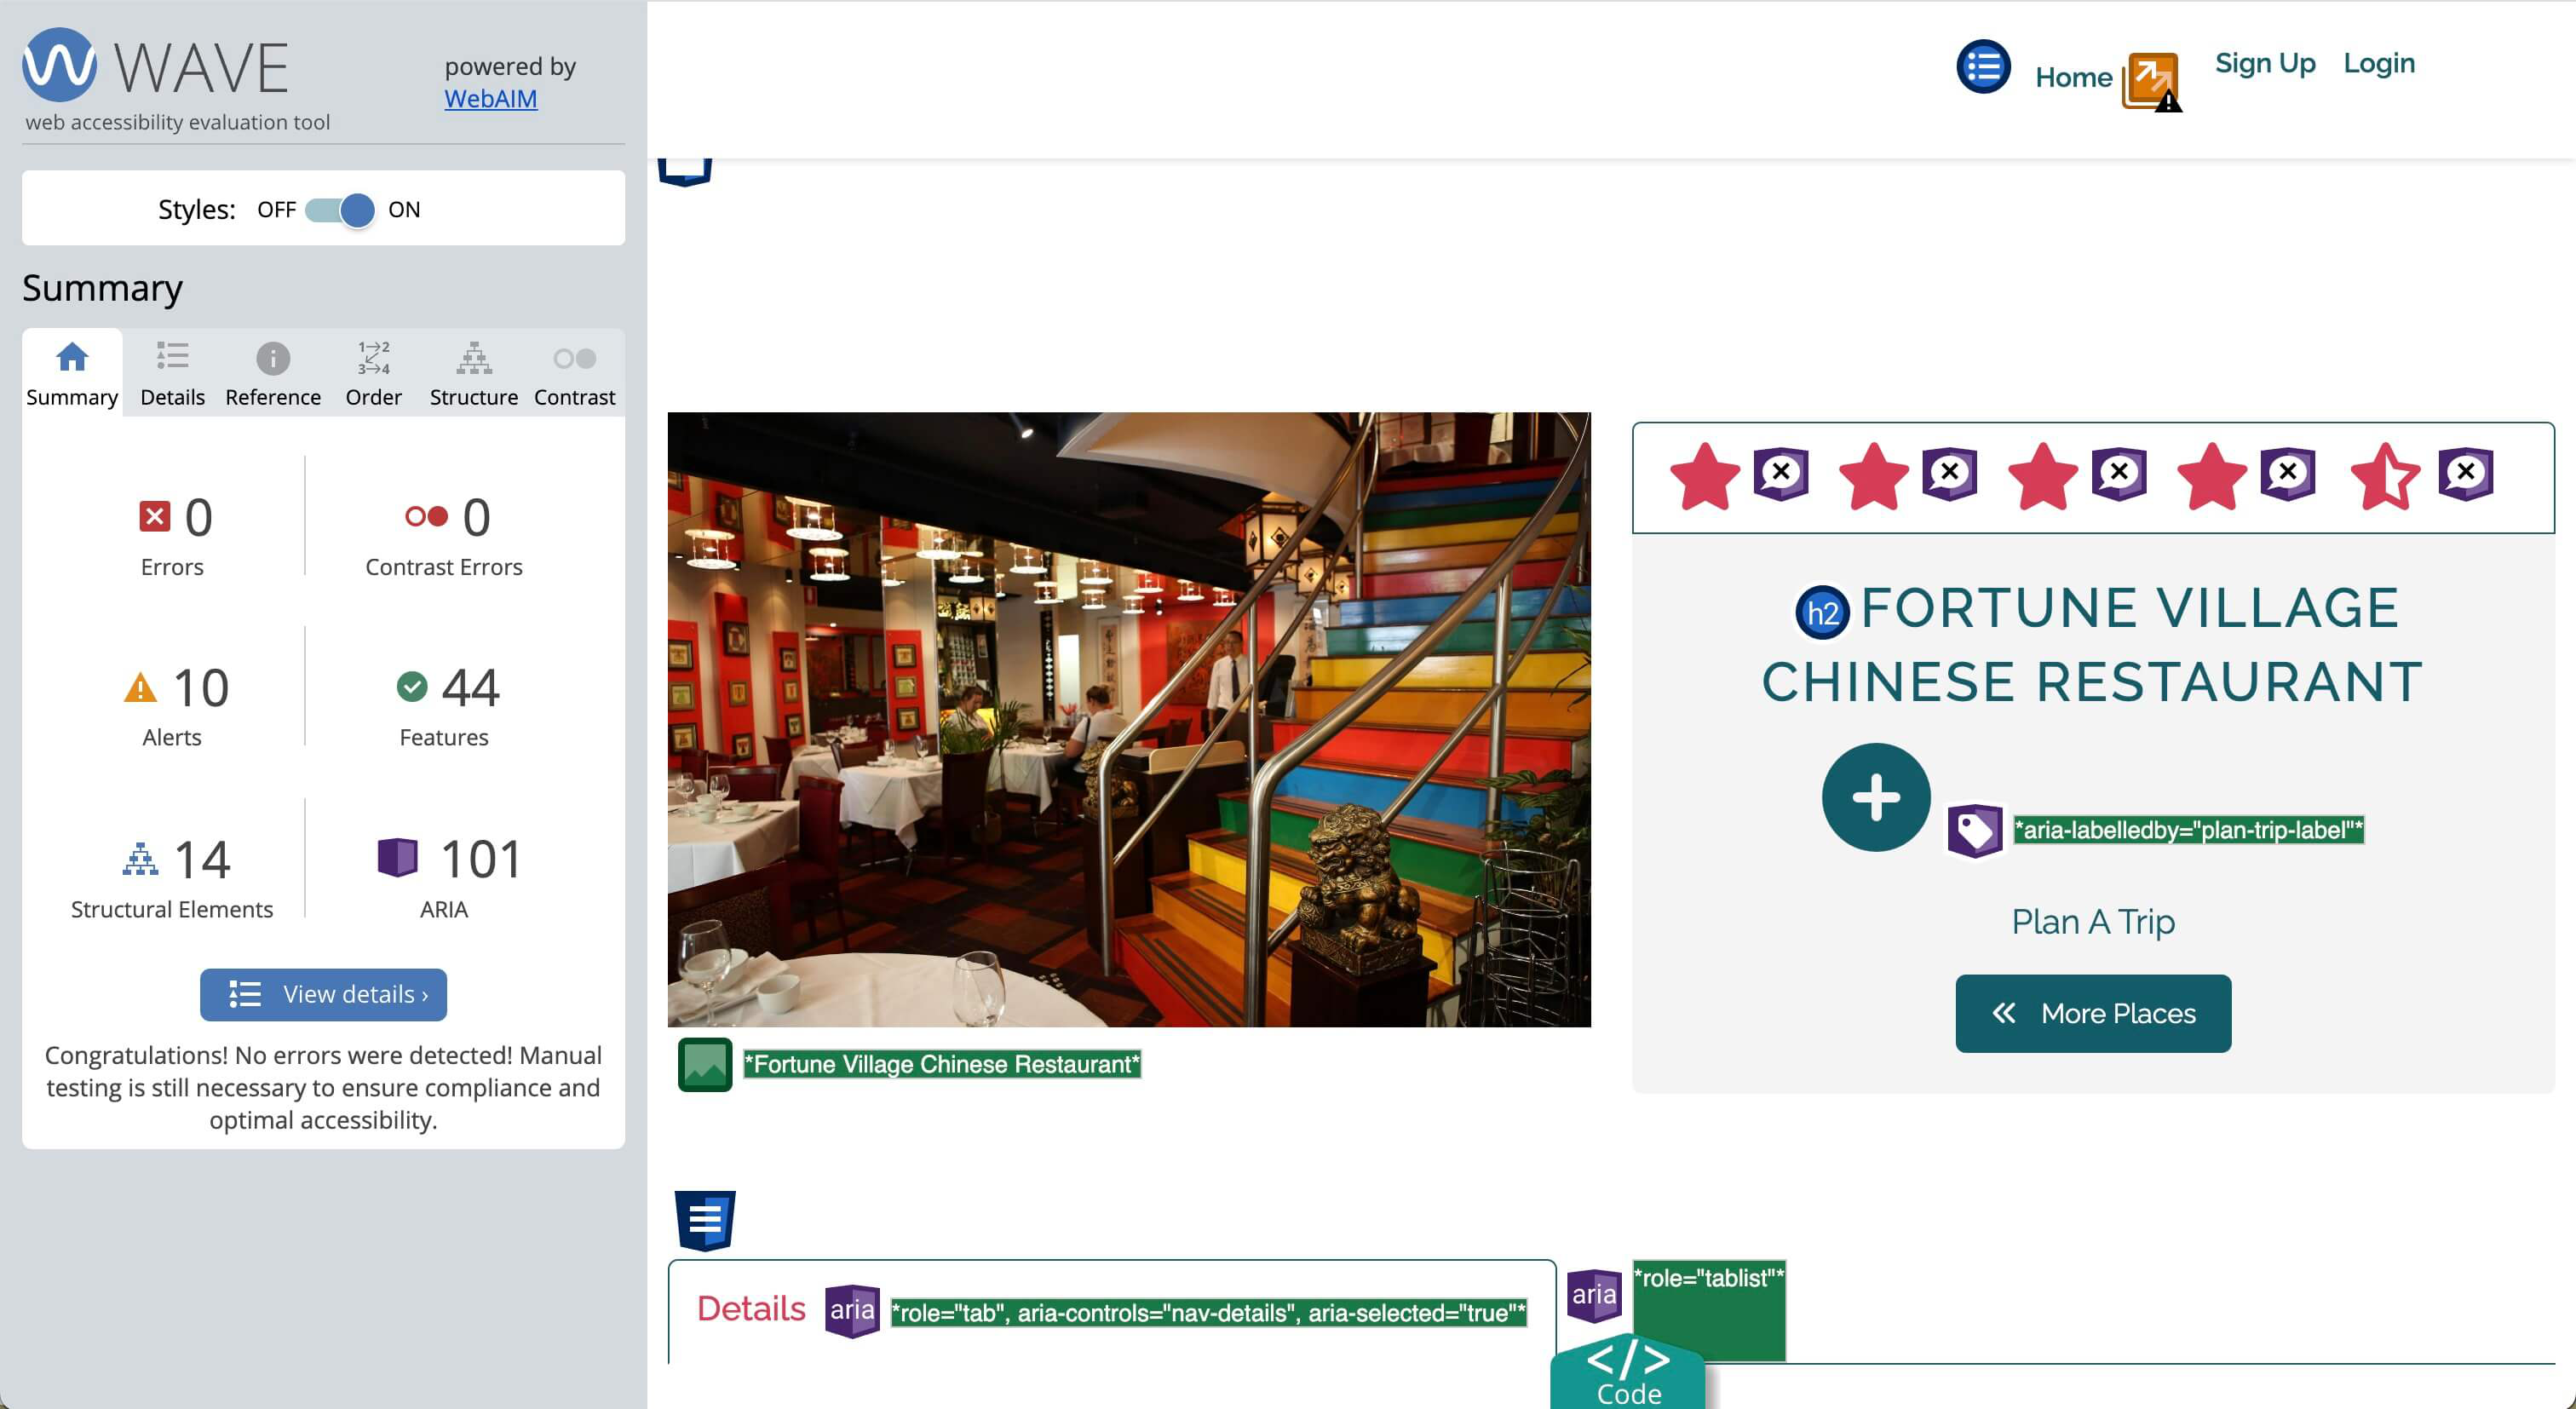 WAVE
powered by
WebAIM
web accessibility evaluation tool
Styles: OFF ON
Summary
Summary Details Reference Order Structure Contrast
1→2
3→4
0
Errors
0
Contrast Errors
10
Alerts
44
Features
14
Structural Elements
101
ARIA
View details ›
Congratulations! No errors were detected! Manual
testing is still necessary to ensure compliance and
optimal accessibility.
Home
Sign Up Login
h2 FORTUNE VILLAGE
CHINESE RESTAURANT
*aria-labelledby="plan-trip-label"*
Plan A Trip
« More Places
*Fortune Village Chinese Restaurant*
Details aria *role="tab", aria-controls="nav-details", aria-selected="true"*
aria *role="tablist"*
</>
Code